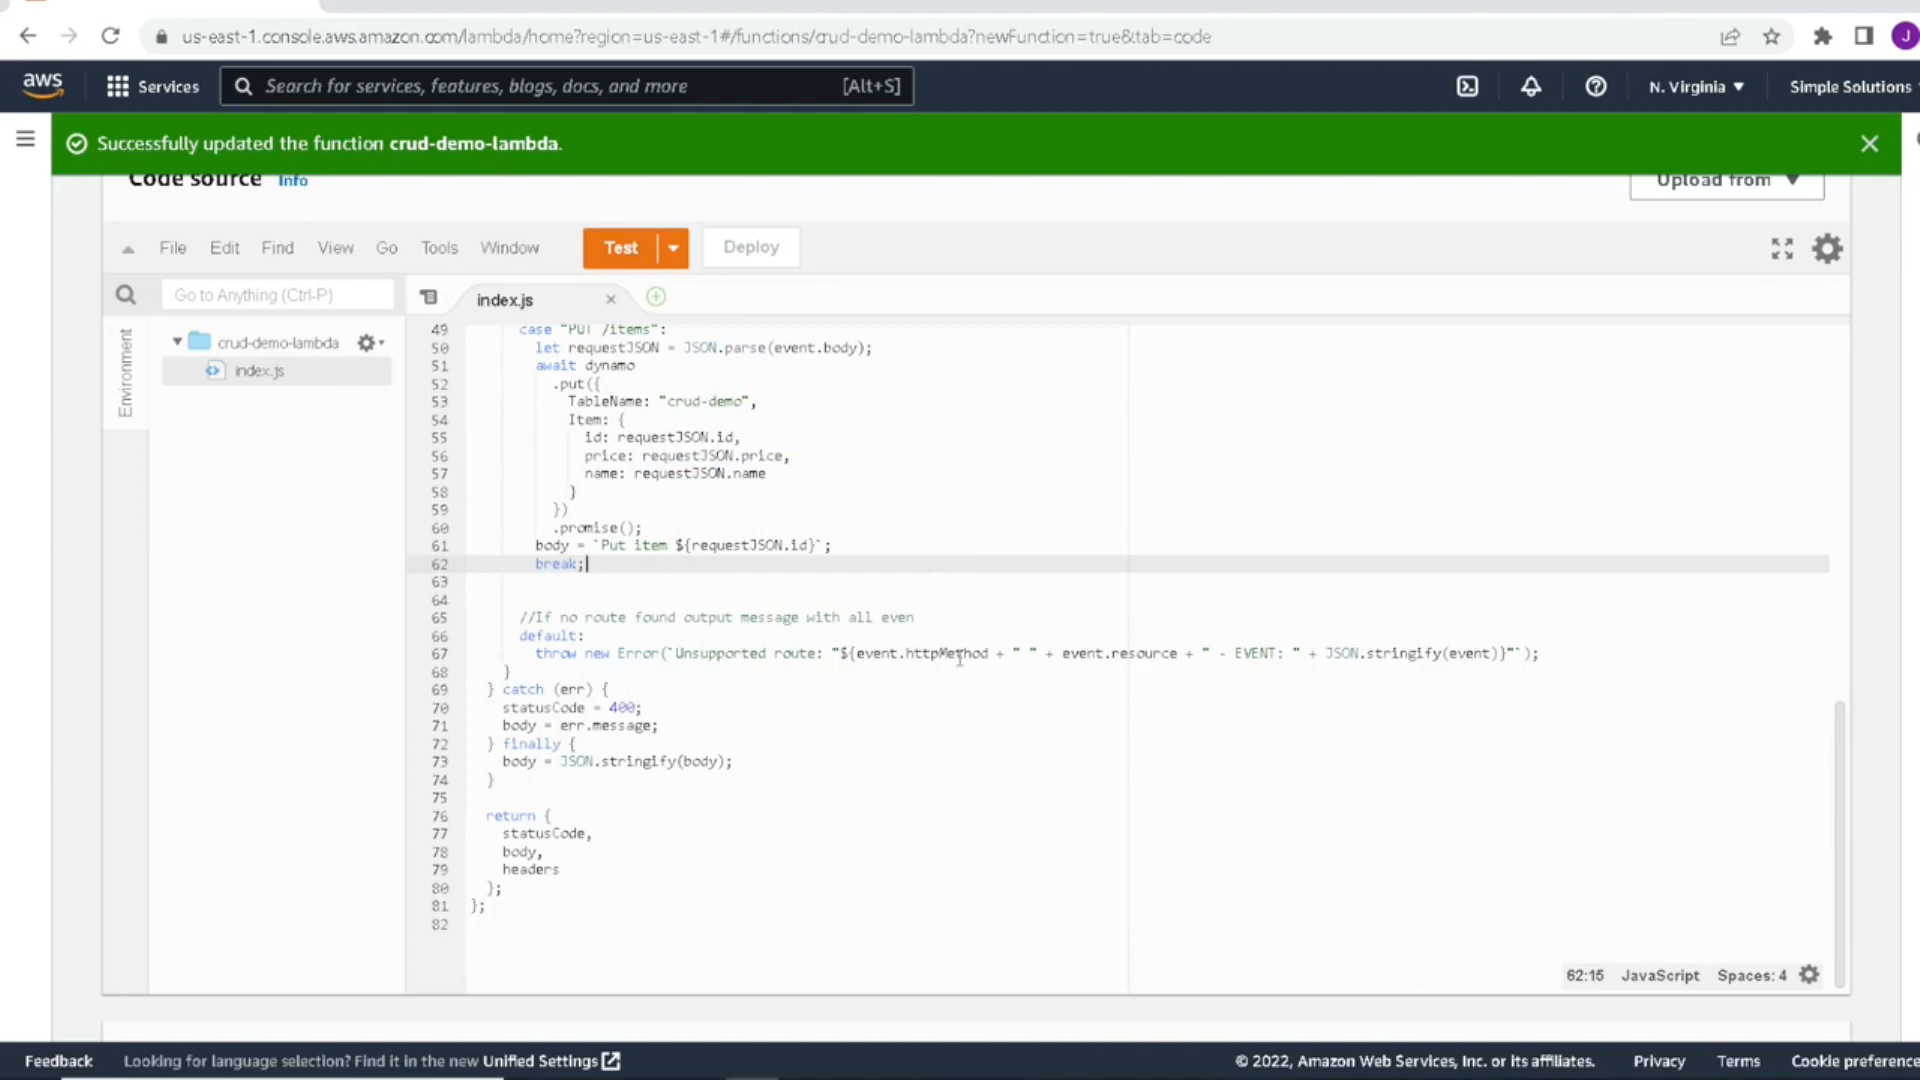 us-east-1.console.aws.amazon.com/lambda/home?region=us-east-1#/functions/crud-demo-lambda?newFunction=true&tab=code
J
aws
Services
Search for services, features, blogs, docs, and more
[Alt+S]
N. Virginia
Simple Solutions
Successfully updated the function crud-demo-lambda.
Code source Info
Upload from
File Edit Find View Go Tools Window
Test
Deploy
Go to Anything (Ctrl-P)
index.js
Environment
crud-demo-lambda
index.js
49 case "PUT /items":
50 let requestJSON = JSON.parse(event.body);
51 await dynamo
52 .put({
53 TableName: "crud-demo",
54 Item: {
55 id: requestJSON.id,
56 price: requestJSON.price,
57 name: requestJSON.name
58 }
59 })
60 .promise();
61 body = `Put item ${requestJSON.id}`;
62 break;
63
64
65 //If no route found output message with all even
66 default:
67 throw new Error(`Unsupported route: "${event.httpMethod + " " + event.resource + " - EVENT: " + JSON.stringify(event)}"`);
68 }
69 } catch (err) {
70 statusCode = 400;
71 body = err.message;
72 } finally {
73 body = JSON.stringify(body);
74 }
75
76 return {
77 statusCode,
78 body,
79 headers
80 };
81 };
82
62:15 JavaScript Spaces: 4
Feedback
Looking for language selection? Find it in the new Unified Settings
© 2022, Amazon Web Services, Inc. or its affiliates.
Privacy
Terms
Cookie preference